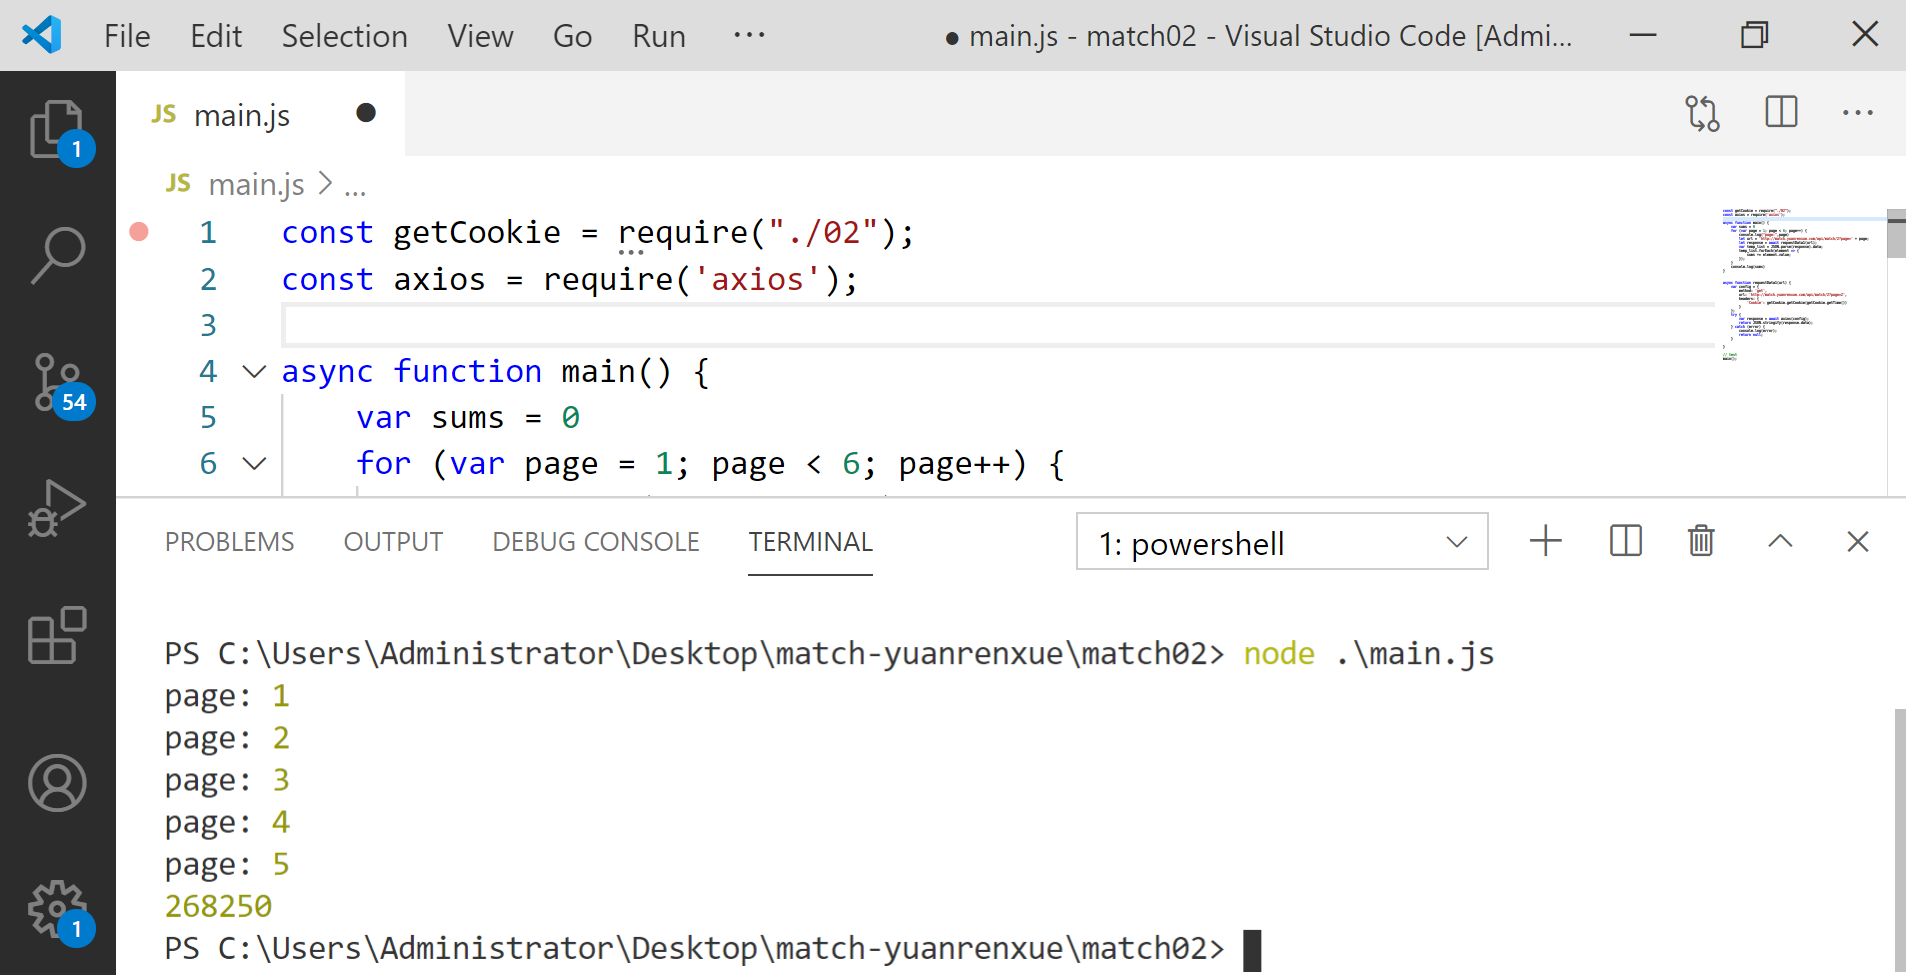 File Edit Selection View Go Run ··· ● main.js - match02 - Visual Studio Code [Admi...
JS main.js ●
JS main.js > ...
1 const getCookie = require("./02");
2 const axios = require('axios');
3
4 async function main() {
5 var sums = 0
6 for (var page = 1; page < 6; page++) {
PROBLEMS OUTPUT DEBUG CONSOLE TERMINAL 1: powershell
PS C:\Users\Administrator\Desktop\match-yuanrenxue\match02> node .\main.js
page: 1
page: 2
page: 3
page: 4
page: 5
268250
PS C:\Users\Administrator\Desktop\match-yuanrenxue\match02>
1
54
1